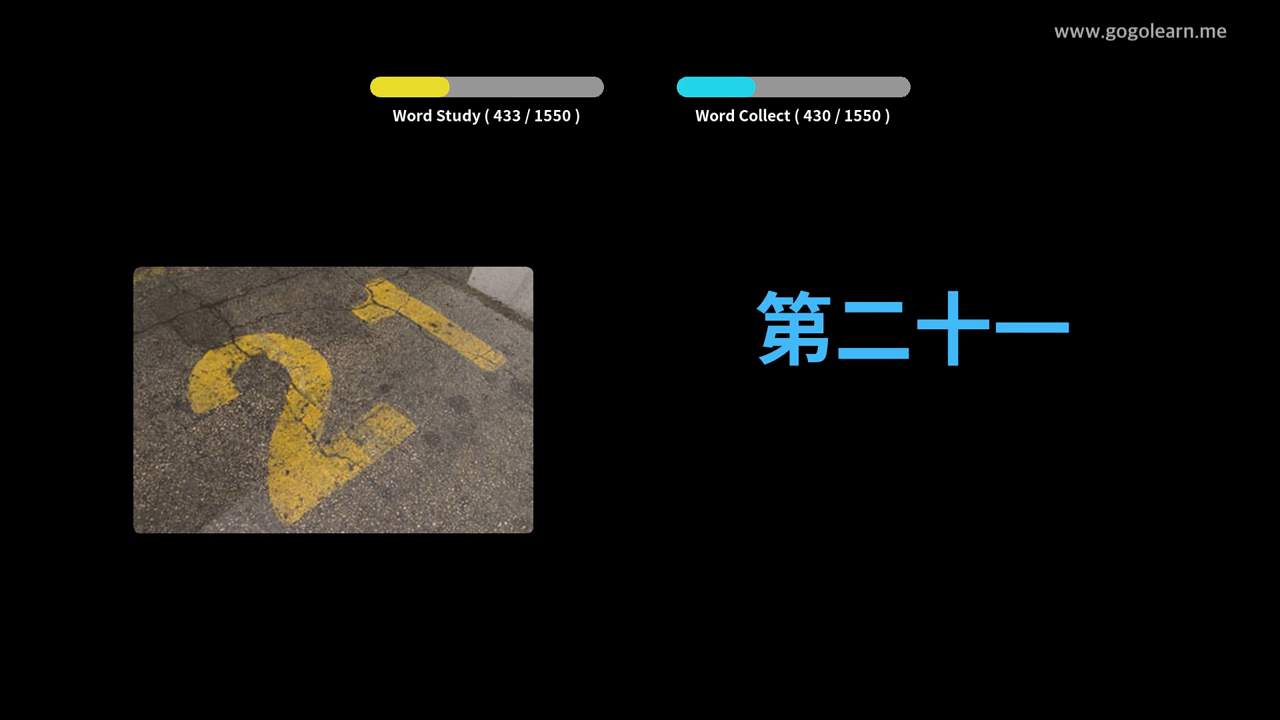 www.gogolearn.me
Word Study ( 433 / 1550 )
Word Collect ( 430 / 1550 )
21
第二十一